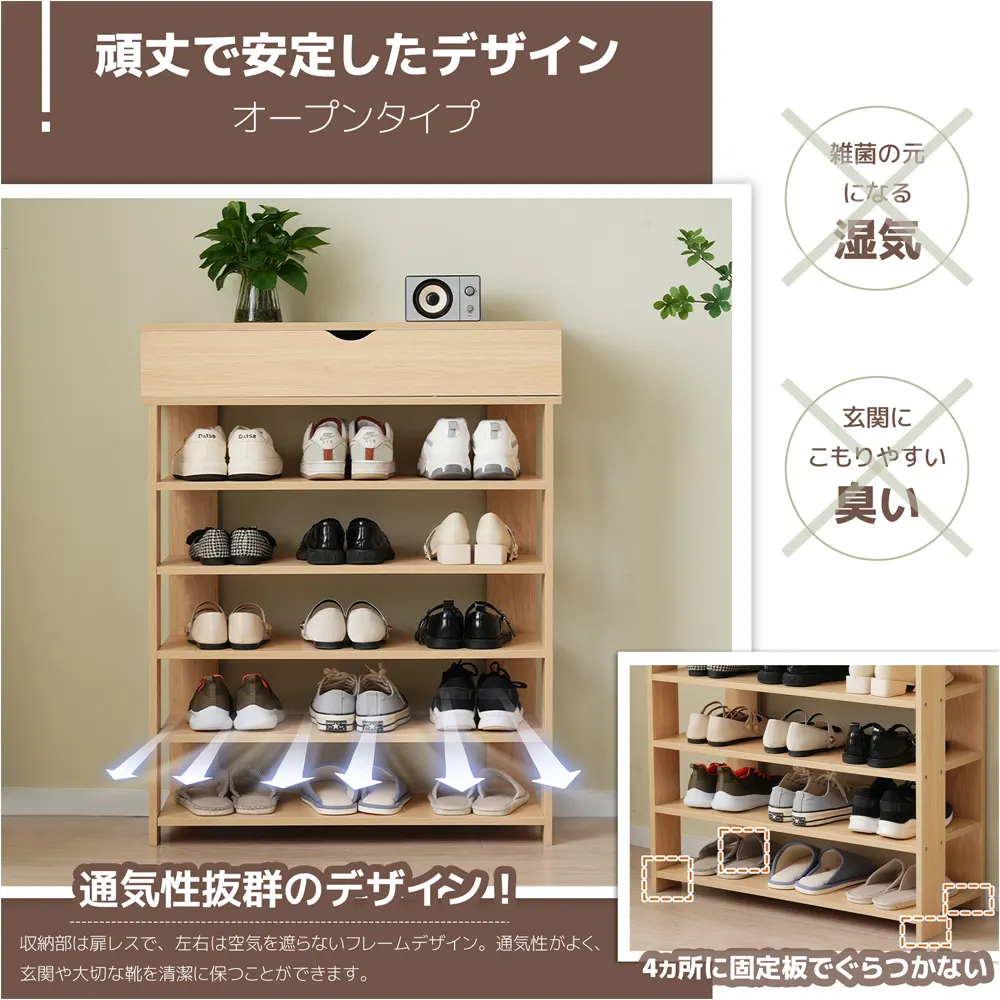 頑丈で安定したデザイン
オープンタイプ
雑菌の元
になる
湿気
玄関に
こもりやすい
臭い
通気性抜群のデザイン！
収納部は扉レスで、左右は空気を遮らないフレームデザイン。通気性がよく、
玄関や大切な靴を清潔に保つことができます。
4ヵ所に固定板でぐらつかない